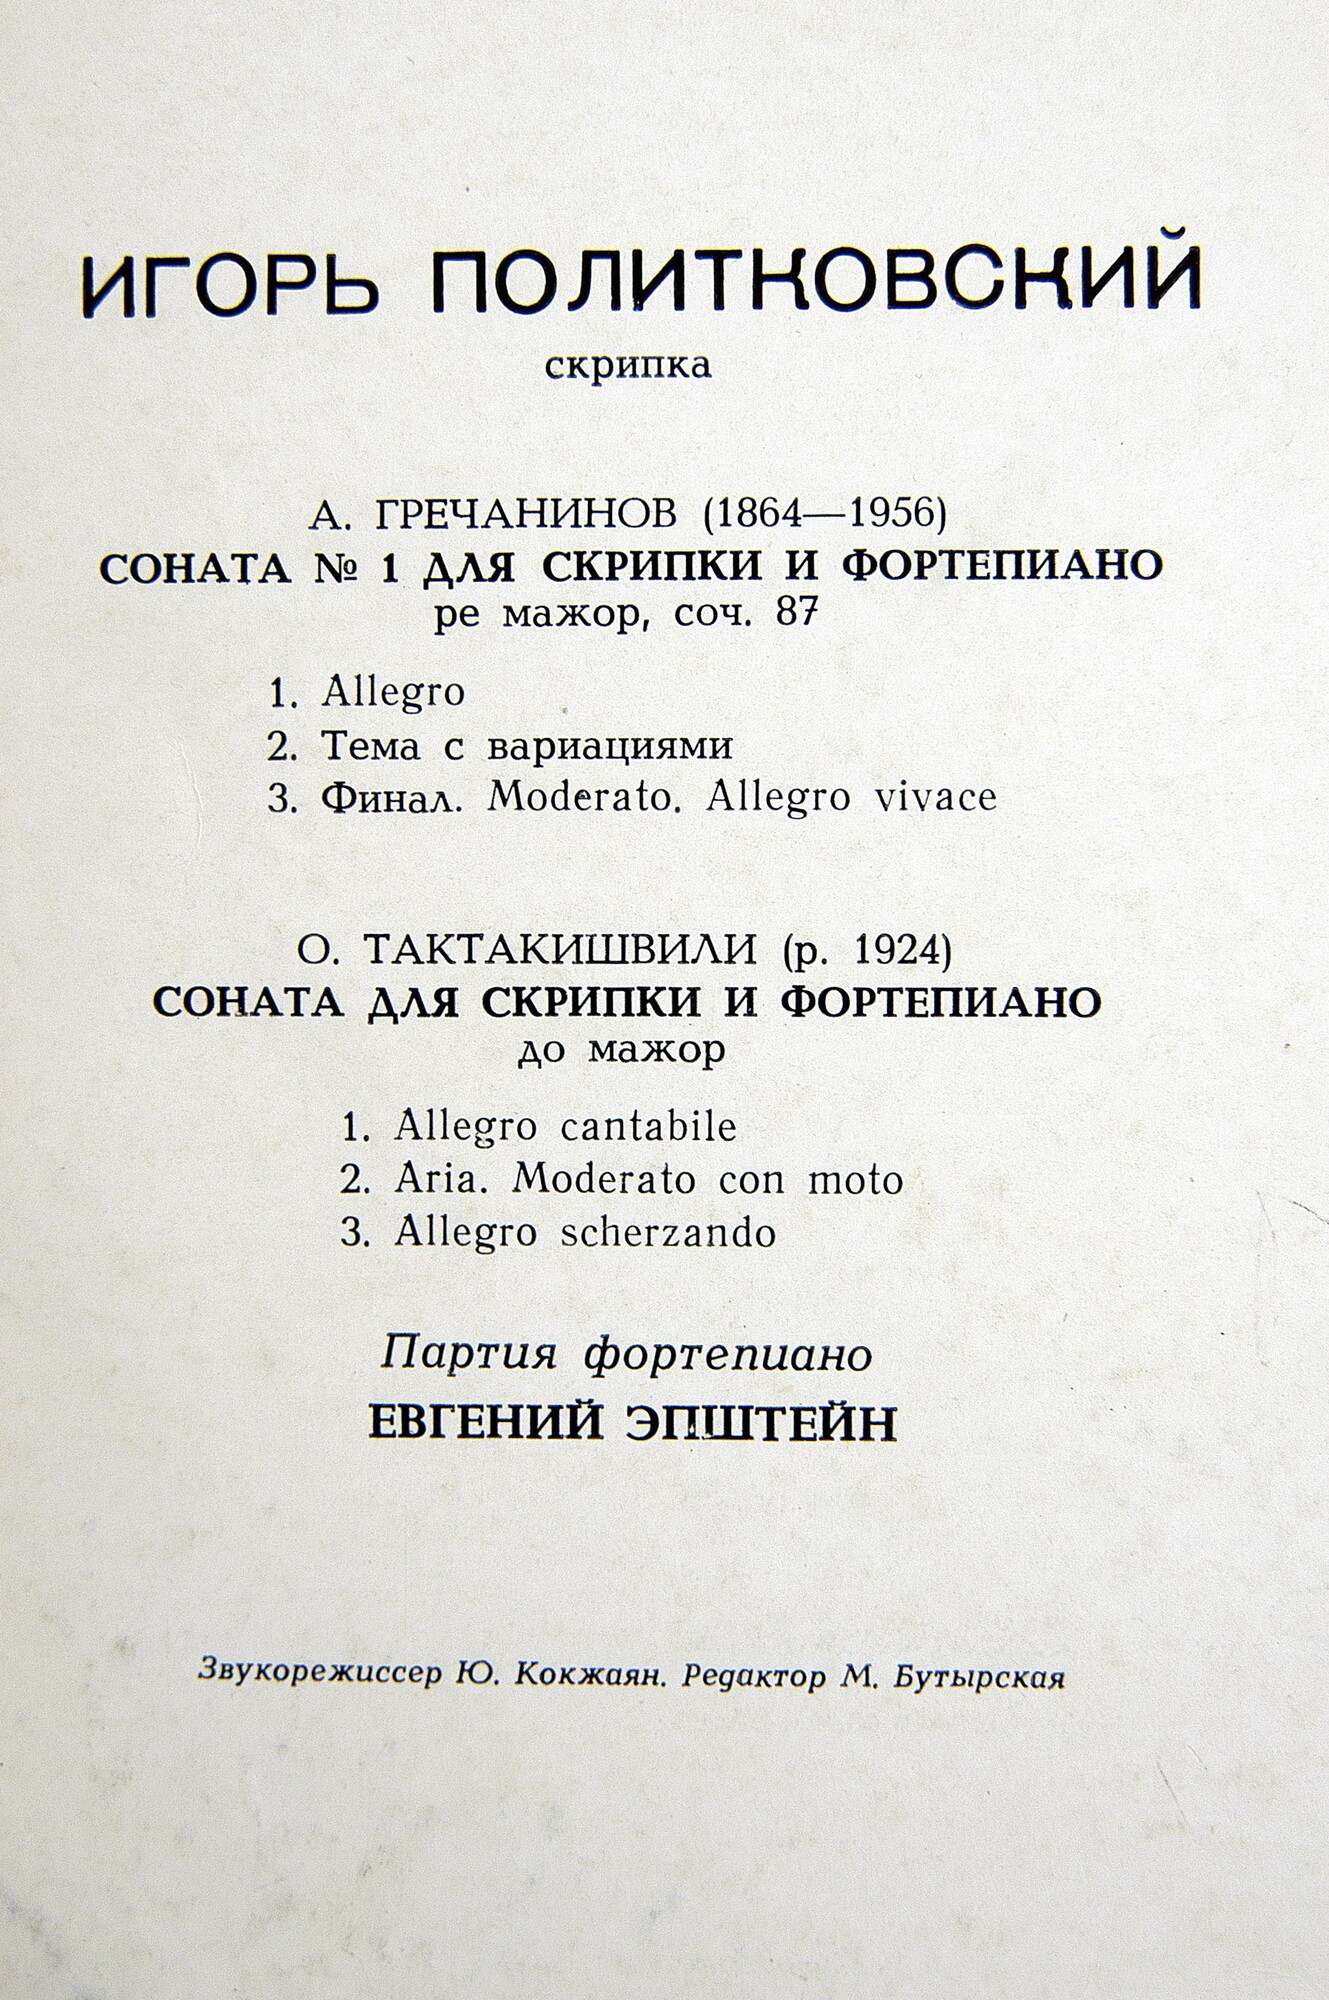 ИГОРЬ ПОЛИТКОВСКИЙ
скрипка
А. ГРЕЧАНИНОВ (1864—1956)
СОНАТА № 1 ДЛЯ СКРИПКИ И ФОРТЕПИАНО
ре мажор, соч. 87
1. Allegro
2. Тема с вариациями
3. Финал. Moderato. Allegro vivace
О. ТАКТАКИШВИЛИ (р. 1924)
СОНАТА ДЛЯ СКРИПКИ И ФОРТЕПИАНО
до мажор
1. Allegro cantabile
2. Aria. Moderato con moto
3. Allegro scherzando
Партия фортепиано
ЕВГЕНИЙ ЭПШТЕЙН
Звукорежиссер Ю. Кокжаян. Редактор М. Бутырская